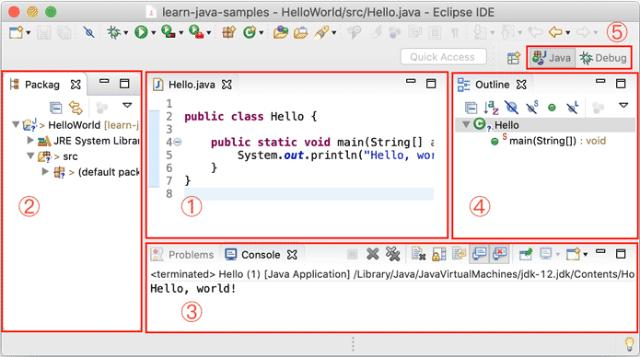 learn-java-samples - HelloWorld/src/Hello.java - Eclipse IDE
⑤
Quick Access
Java
Debug
Packag
> HelloWorld [learn-j
JRE System Librar
> src
> (default pack
②
Hello.java
1
2 public class Hello {
3
4 public static void main(String[] a
5 System.out.println("Hello, wor
6 }
7 }
8
①
Outline
Hello
main(String[]) : void
④
Problems
Console
<terminated> Hello (1) [Java Application] /Library/Java/JavaVirtualMachines/jdk-12.jdk/Contents/Ho
Hello, world!
③